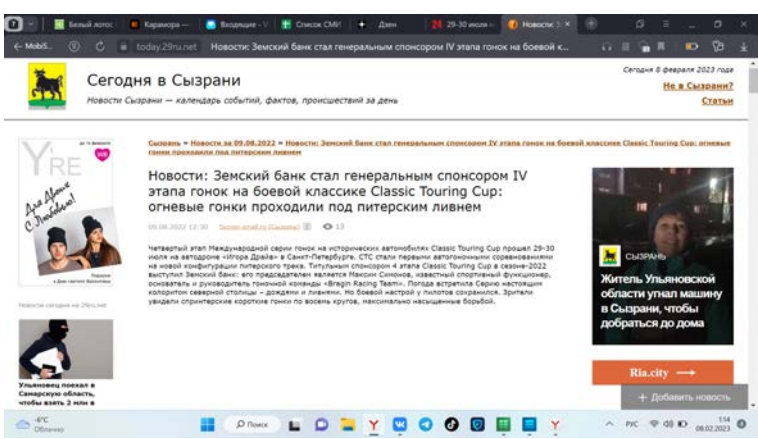 Белый лотос
Карамора —
Входящие - V
Список СМИ
Дзен
29-30 июля
Новости: З
today.29ru.net
Новости: Земский банк стал генеральным спонсором IV этапа гонок на боевой к...
Сегодня 8 февраля 2023 года
Сегодня в Сызрани
Не в Сызрани?
Новости Сызрани — календарь событий, фактов, происшествий за день
Статьи
Сызрань » Новости за 09.08.2022 » Новости: Земский банк стал генеральным спонсором IV этапа гонок на боевой классике Classic Touring Cup: огневые
гонки проходили под питерским ливнем
Новости: Земский банк стал генеральным спонсором IV
этапа гонок на боевой классике Classic Touring Cup:
огневые гонки проходили под питерским ливнем
09.08.2022 12:30
13
Четвертый этап Международной серии гонок на исторических автомобилях Classic Touring Cup прошел 29-30
июля на автодроме «Игора Драйв» в Санкт-Петербурге. СТС стали первыми автогоночными соревнованиями
на новой конфигурации питерского трека. Титульным спонсором 4 этапа Classic Touring Cup в сезоне-2022
выступил Земский банк: его председателем является Максим Симонов, известный спортивный функционер,
основатель и руководитель гоночной команды «Bragin Racing Team». Погода встретила Серию настоящим
колоритом северной столицы – дождями и ливнями. Но боевой настрой у пилотов сохранился. Зрители
увидели спринтерские короткие гонки по восемь кругов, максимально насыщенные борьбой.
YRE
Для Двоих
С Любовью!
Подарки
к Дню святого Валентина
Новости сегодня на 29ru.net
Ульяновец поехал в
Самарскую область,
чтобы взять 2 млн в
СЫЗРАНЬ
Житель Ульяновской
области угнал машину
в Сызрани, чтобы
добраться до дома
Ria.city
+ Добавить новость
-6°C
Облачно
Поиск
РУС
1:14
08.02.2023